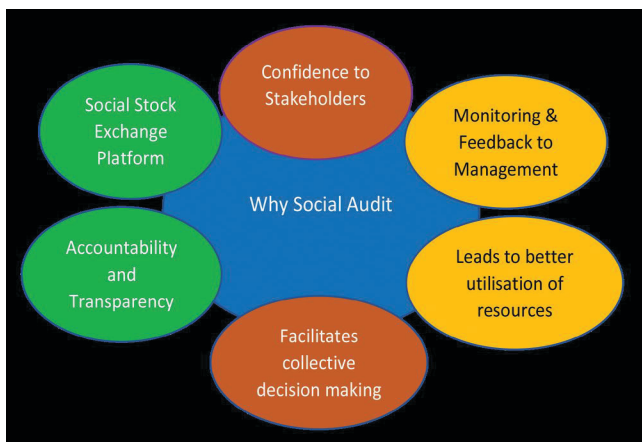 Confidence to
Stakeholders
Social Stock
Exchange
Platform
Monitoring &
Feedback to
Management
Why Social Audit
Accountability
and
Transparency
Leads to better
utilisation of
resources
Facilitates
collective
decision making